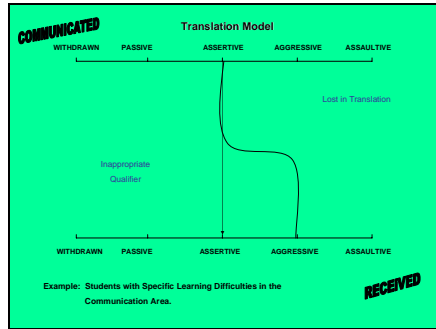 COMMUNICATED
Translation Model
WITHDRAWN PASSIVE ASSERTIVE AGGRESSIVE ASSAULTIVE
Lost in Translation
Inappropriate
Qualifier
WITHDRAWN PASSIVE ASSERTIVE AGGRESSIVE ASSAULTIVE
Example: Students with Specific Learning Difficulties in the
Communication Area.
RECEIVED